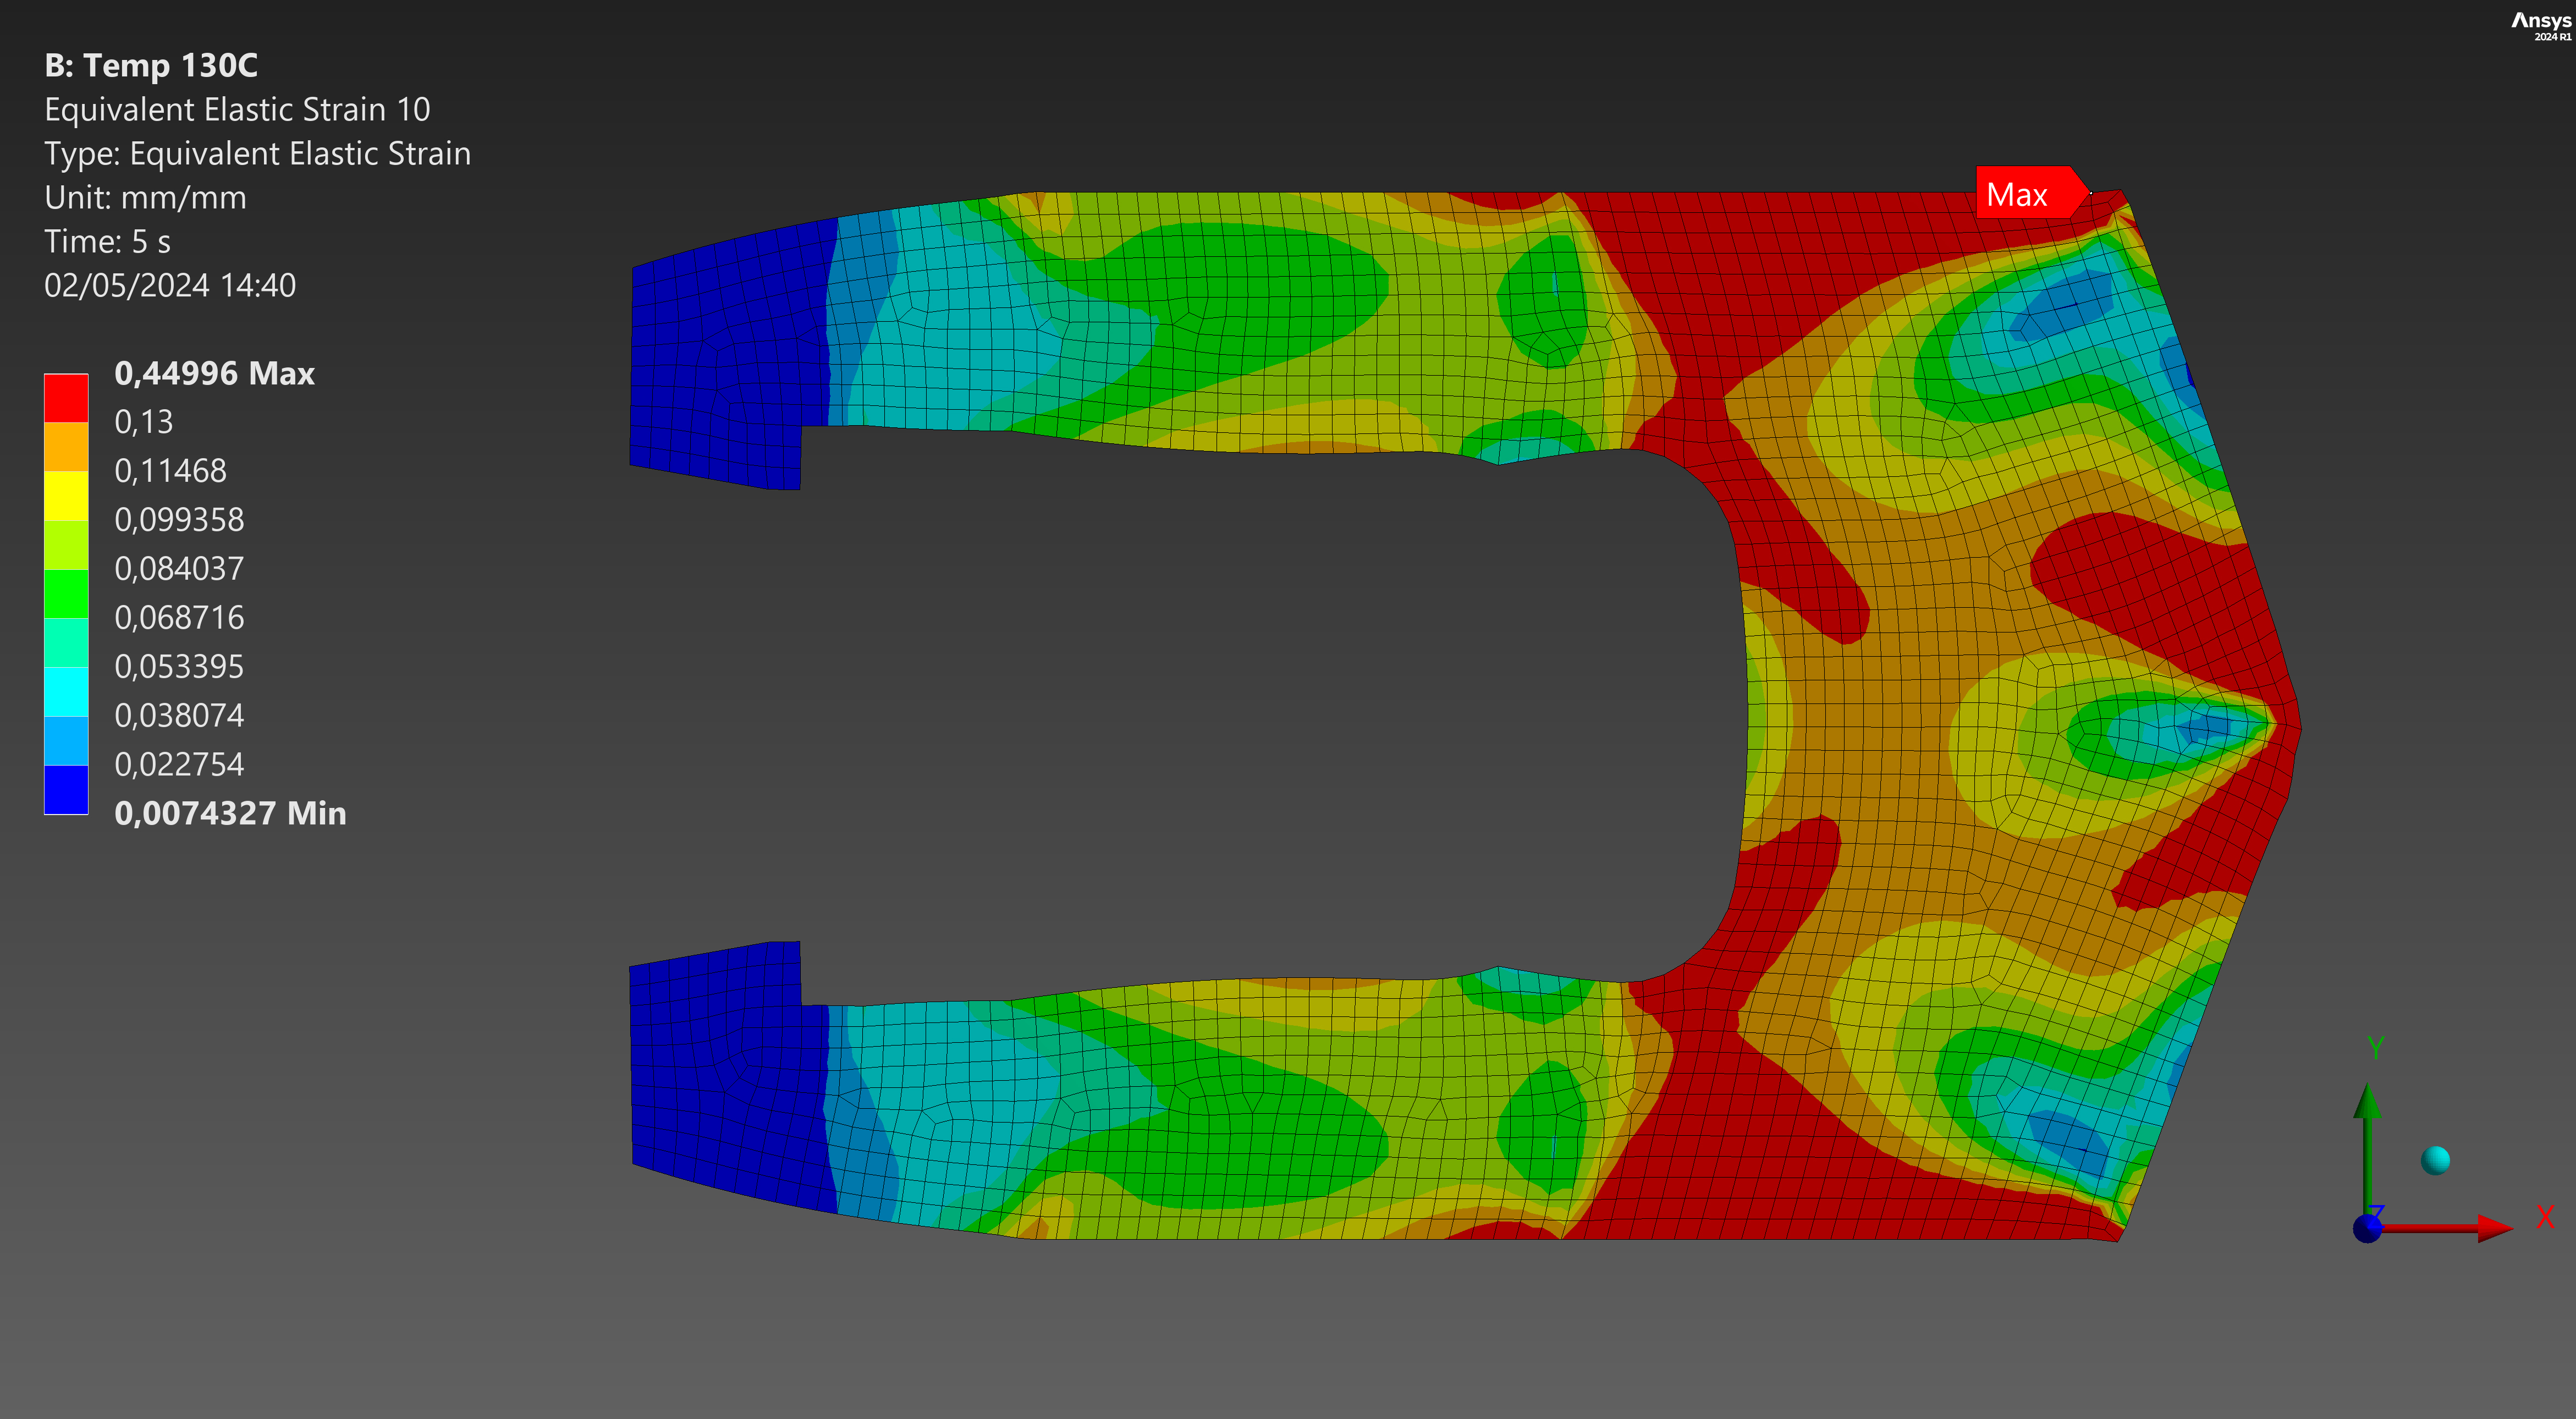 Ansys
2024 R1
B: Temp 130C
Equivalent Elastic Strain 10
Type: Equivalent Elastic Strain
Unit: mm/mm
Time: 5 s
02/05/2024 14:40
0,44996 Max
0,13
0,11468
0,099358
0,084037
0,068716
0,053395
0,038074
0,022754
0,0074327 Min
Max
Y
Z
X